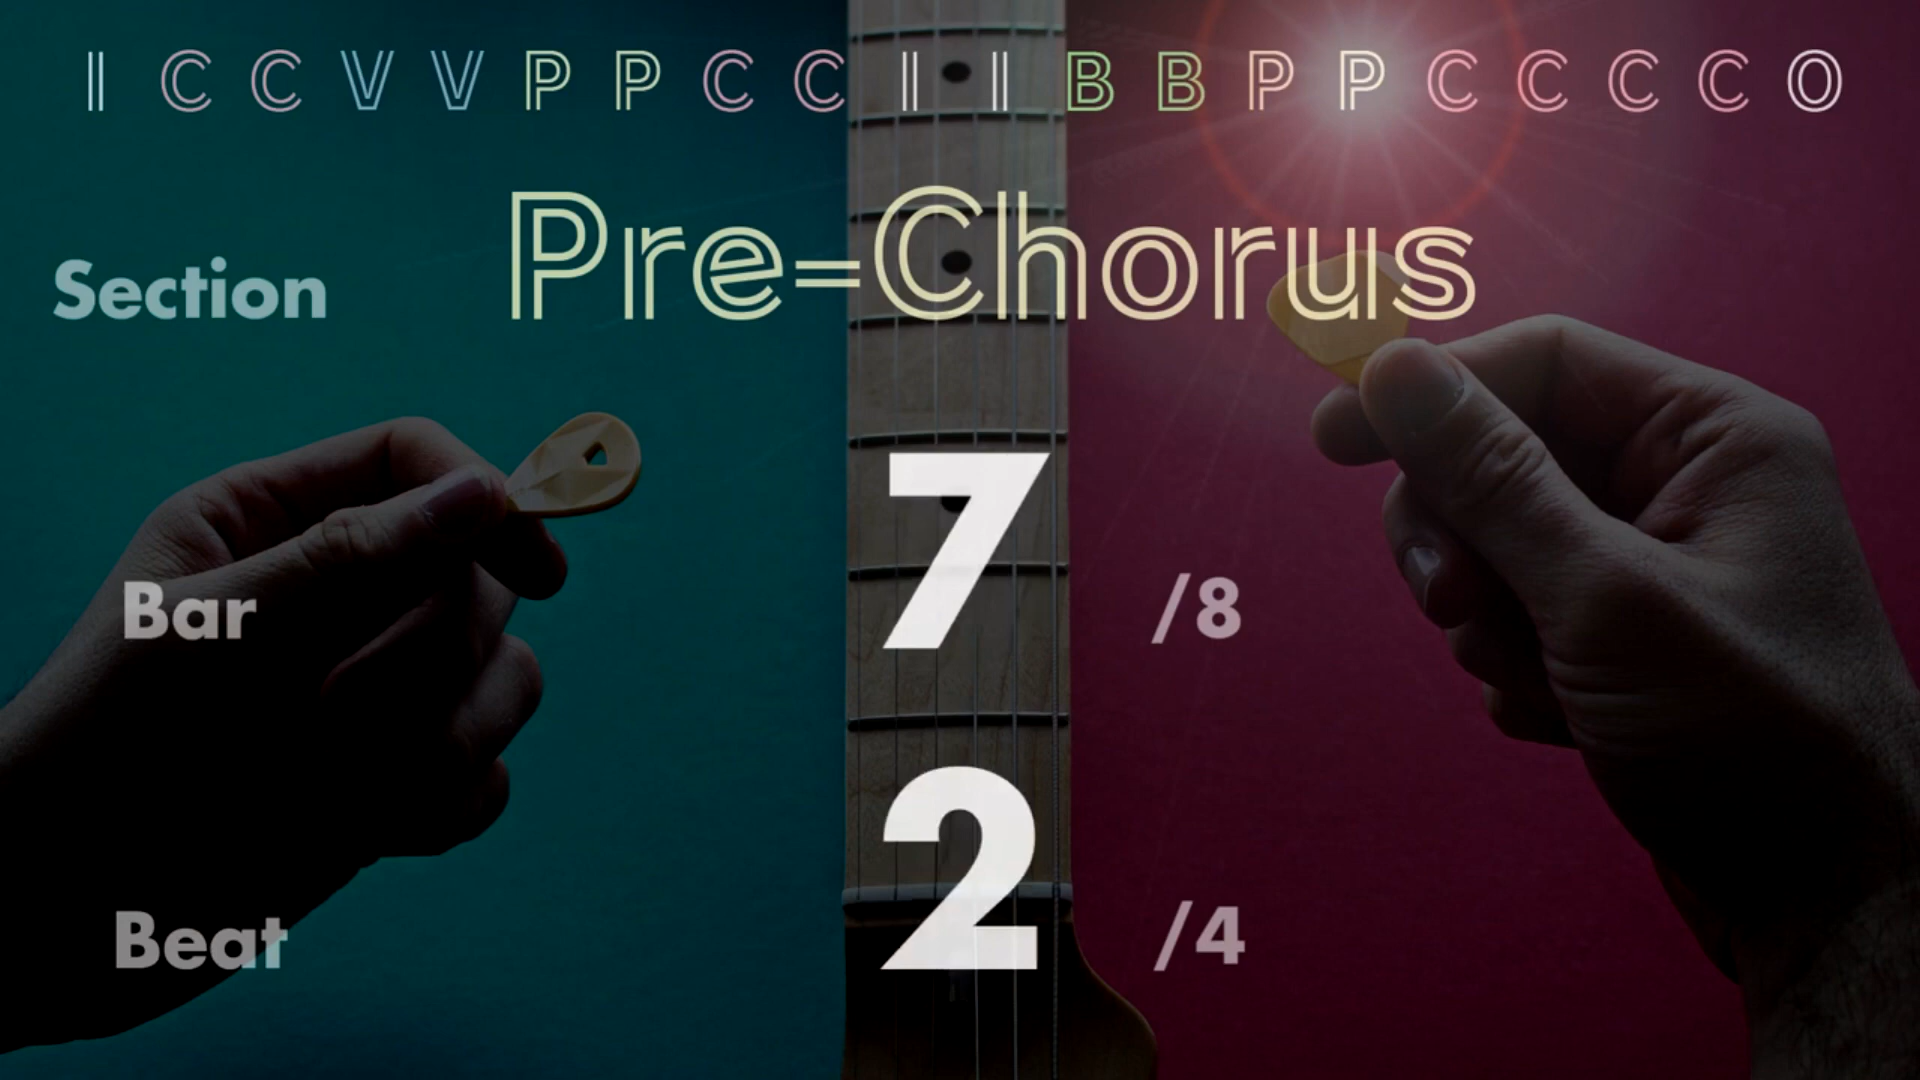 I C C V V P P C C I I B B P P C C C C O
Pre-Chorus
Section
Bar 7 /8
Beat 2 /4